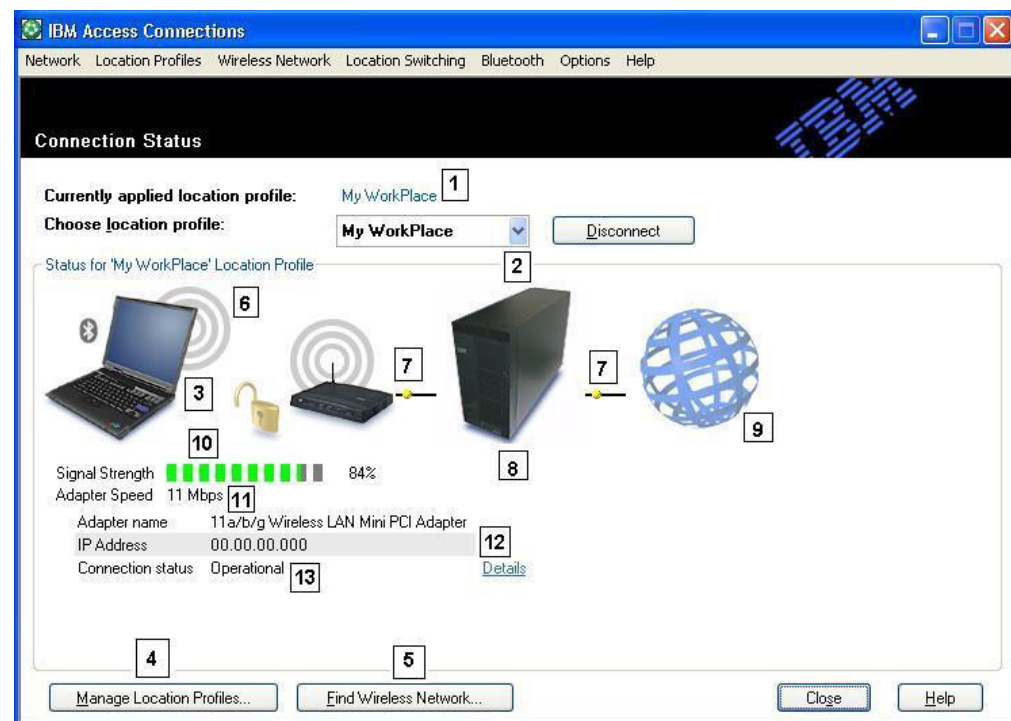 IBM Access Connections
Network Location Profiles Wireless Network Location Switching Bluetooth Options Help
IBM
Connection Status
Currently applied location profile: My WorkPlace 1
Choose location profile: My WorkPlace Disconnect
2
Status for 'My WorkPlace' Location Profile
6
7
7
3
9
10
8
Signal Strength 84%
Adapter Speed 11 Mbps 11
Adapter name 11a/b/g Wireless LAN Mini PCI Adapter
IP Address 00.00.00.000 12
Connection status Operational 13 Details
4
5
Manage Location Profiles... Find Wireless Network... Close Help